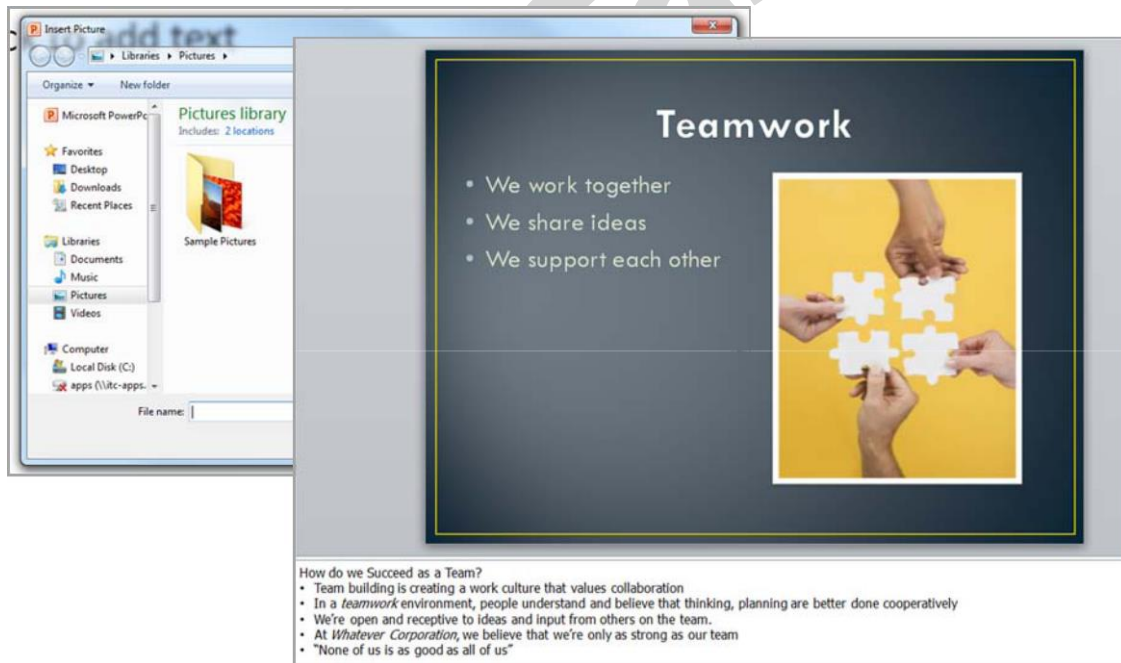 Insert Picture
to add text
Libraries ▸ Pictures ▸
Organize ▾ New folder
Microsoft PowerPo
Favorites
Desktop
Downloads
Recent Places
Libraries
Documents
Music
Pictures
Videos
Computer
Local Disk (C:)
apps (\\itc-apps.
Pictures library
Includes: 2 locations
Sample Pictures
File name:
Teamwork
• We work together
• We share ideas
• We support each other
How do we Succeed as a Team?
• Team building is creating a work culture that values collaboration
• In a teamwork environment, people understand and believe that thinking, planning are better done cooperatively
• We're open and receptive to ideas and input from others on the team.
• At Whatever Corporation, we believe that we're only as strong as our team
• "None of us is as good as all of us"